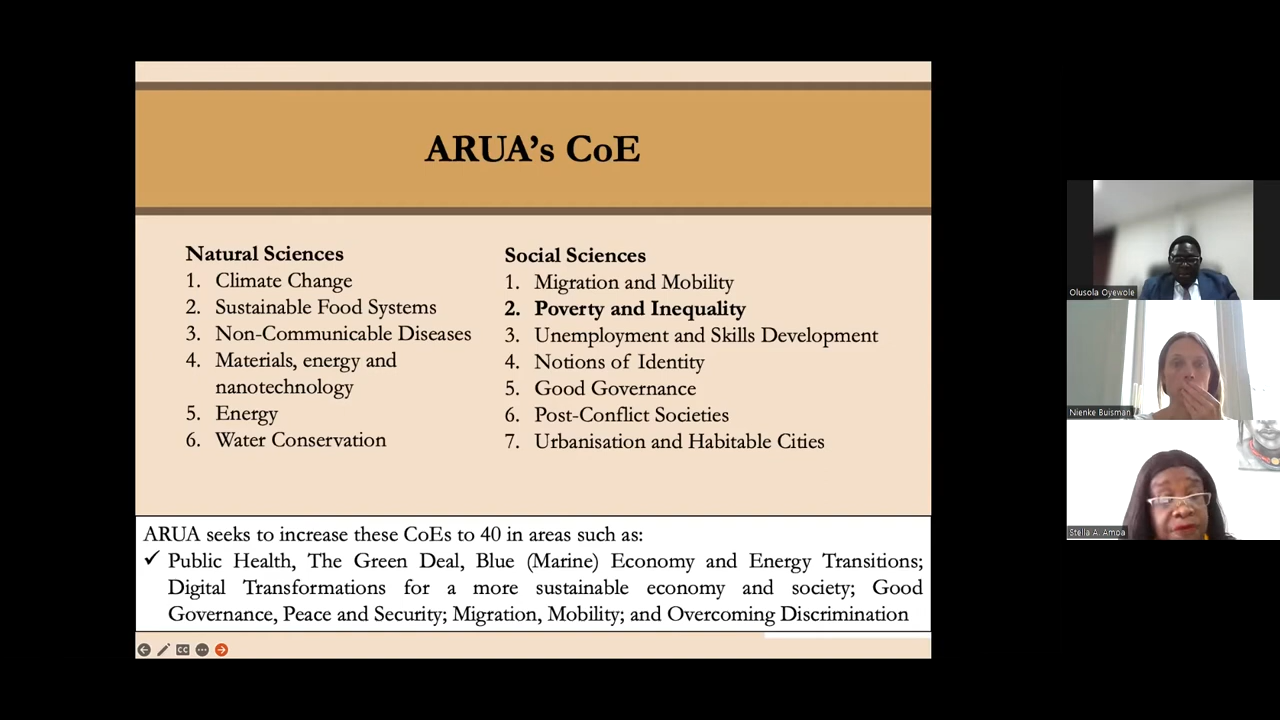 ARUA’s CoE
Natural Sciences
1. Climate Change
2. Sustainable Food Systems
3. Non-Communicable Diseases
4. Materials, energy and
nanotechnology
5. Energy
6. Water Conservation
Social Sciences
1. Migration and Mobility
2. Poverty and Inequality
3. Unemployment and Skills Development
4. Notions of Identity
5. Good Governance
6. Post-Conflict Societies
7. Urbanisation and Habitable Cities
ARUA seeks to increase these CoEs to 40 in areas such as:
✓ Public Health, The Green Deal, Blue (Marine) Economy and Energy Transitions;
Digital Transformations for a more sustainable economy and society; Good
Governance, Peace and Security; Migration, Mobility; and Overcoming Discrimination
CC
Olusola Oyewole
Nienke Buisman
Stella A. Ampa